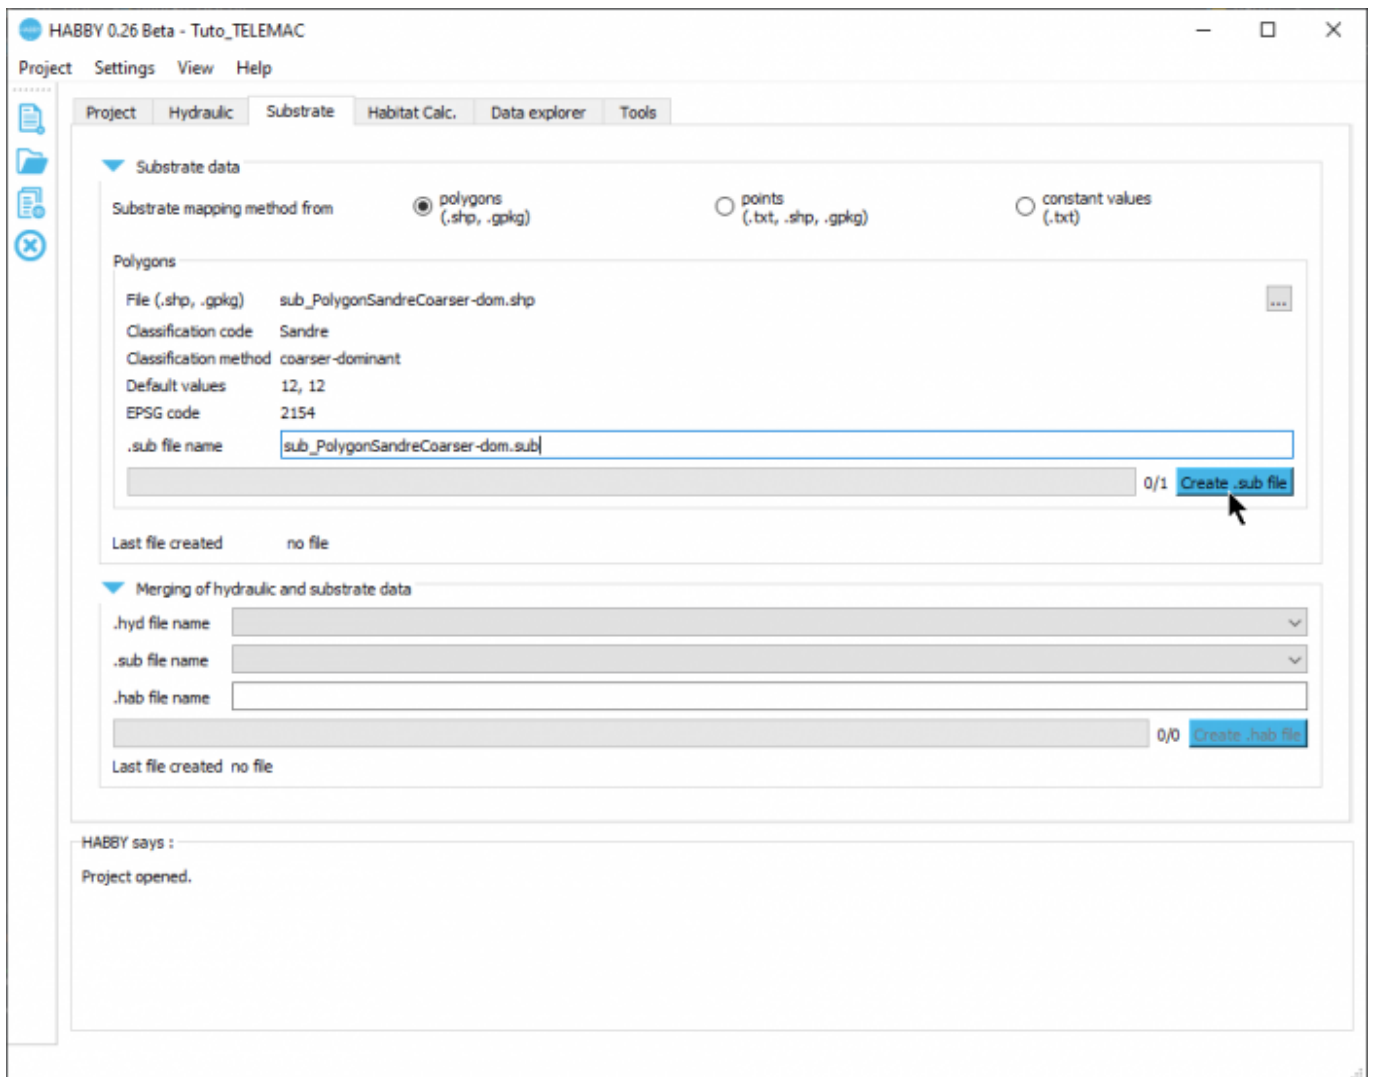 HABBY 0.26 Beta - Tuto_TELEMAC
Project Settings View Help
Project Hydraulic Substrate Habitat Calc. Data explorer Tools
Substrate data
Substrate mapping method from
polygons
(.shp, .gpkg)
points
(.txt, .shp, .gpkg)
constant values
(.txt)
Polygons
File (.shp, .gpkg) sub_PolygonSandreCoarser-dom.shp ...
Classification code Sandre
Classification method coarser-dominant
Default values 12, 12
EPSG code 2154
.sub file name sub_PolygonSandreCoarser-dom.sub
0/1 Create .sub file
Last file created no file
Merging of hydraulic and substrate data
.hyd file name
.sub file name
.hab file name
0/0 Create .hab file
Last file created no file
HABBY says :
Project opened.